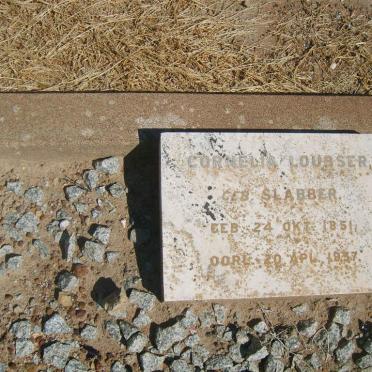 CORNELIA LOUBSER
GEB. SLABBER
GEB. 24 OKT. 1851.
OORL. 20 APL. 1937.